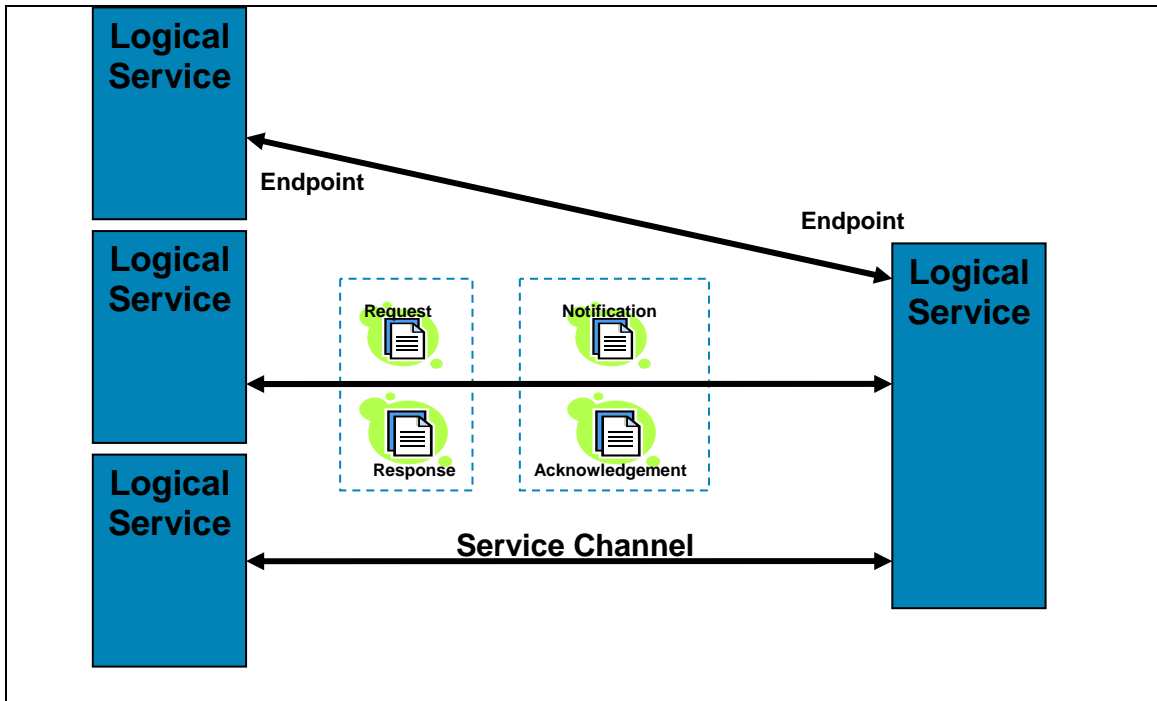 Logical
Service
Endpoint
Endpoint
Logical
Service
Request
Notification
Logical
Service
Response
Acknowledgement
Logical
Service
Service Channel